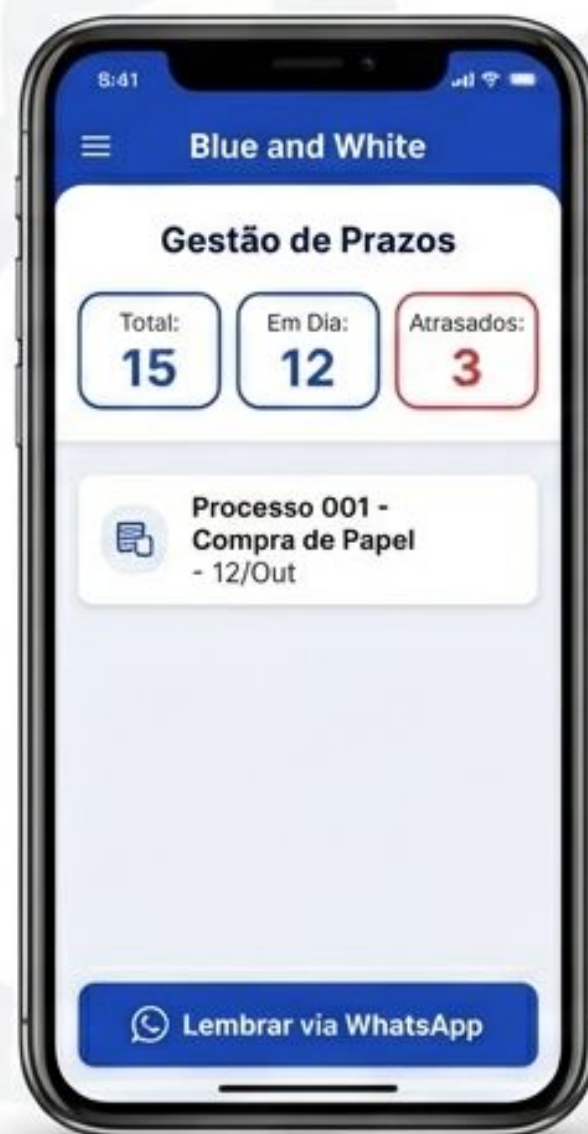 8:41
Blue and White
Gestão de Prazos
Total:
15
Em Dia:
12
Atrasados:
3
Processo 001 -
Compra de Papel
- 12/Out
Lembrar via WhatsApp